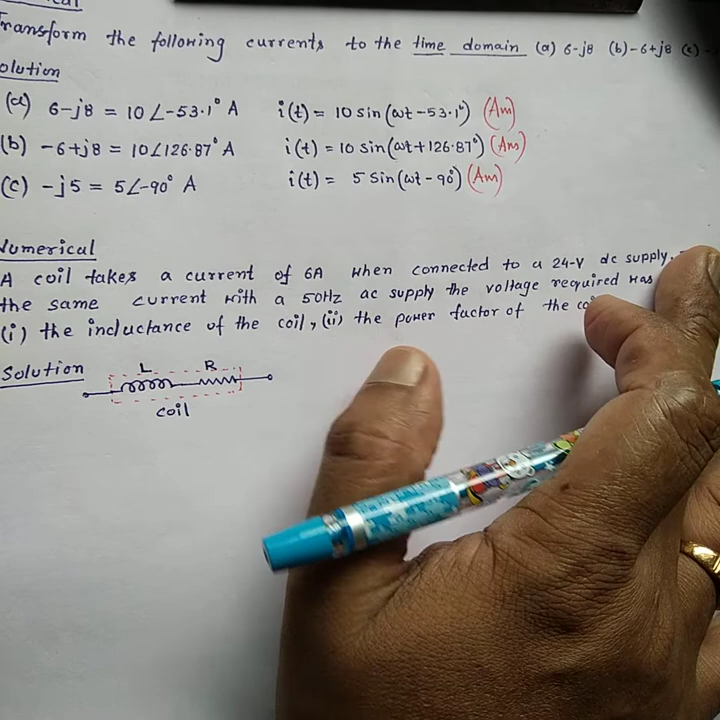 Transform the following currents to the time domain (a) 6-j8 (b)-6+j8 (c)-
olution
(a) 6-j8 = 10∠-53.1° A i(t) = 10 sin(ωt-53.1°) (Am)
(b) -6+j8 = 10∠126.87° A i(t) = 10 sin(ωt+126.87°) (Am)
(c) -j5 = 5∠-90° A i(t) = 5 sin(ωt-90°) (Am)
Numerical
A coil takes a current of 6A when connected to a 24-V dc supply.
the same current with a 50Hz ac supply the voltage required was
(i) the inductance of the coil, (ii) the power factor of the
Solution
L R
coil